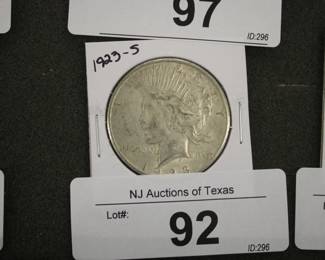 97
ID:296
1923-S
NJ Auctions of Texas
Lot#:
92
ID:296